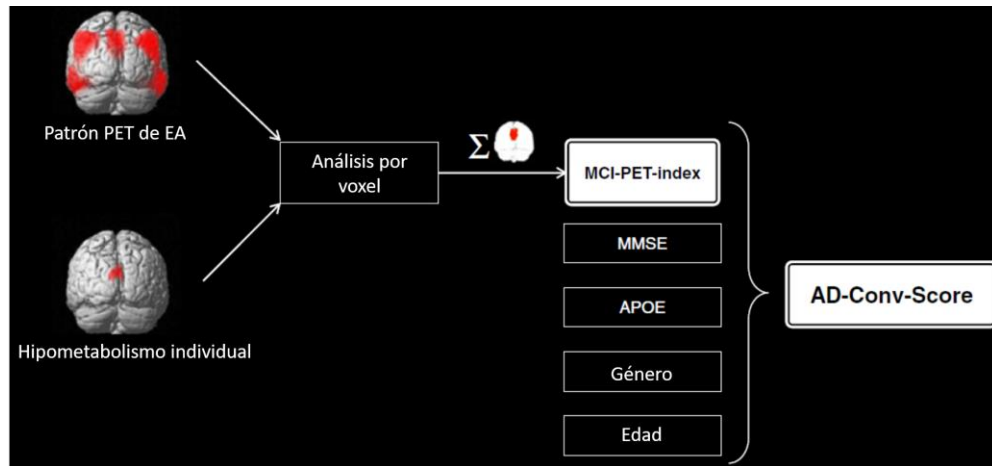 Patrón PET de EA
Hipometabolismo individual
Análisis por
voxel
Σ
MCI-PET-index
MMSE
APOE
Género
Edad
AD-Conv-Score